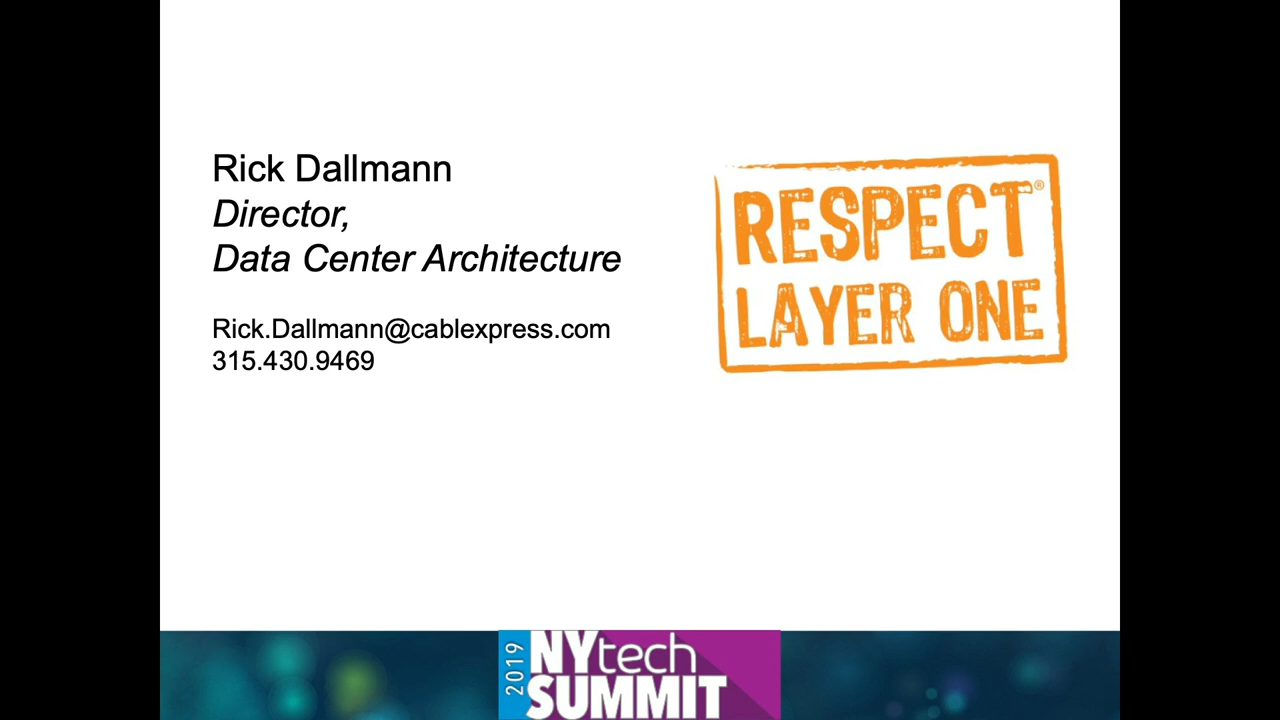 Rick Dallmann
Director,
Data Center Architecture
Rick.Dallmann@cablexpress.com
315.430.9469
RESPECT®
LAYER ONE
2019
NYtech
SUMMIT